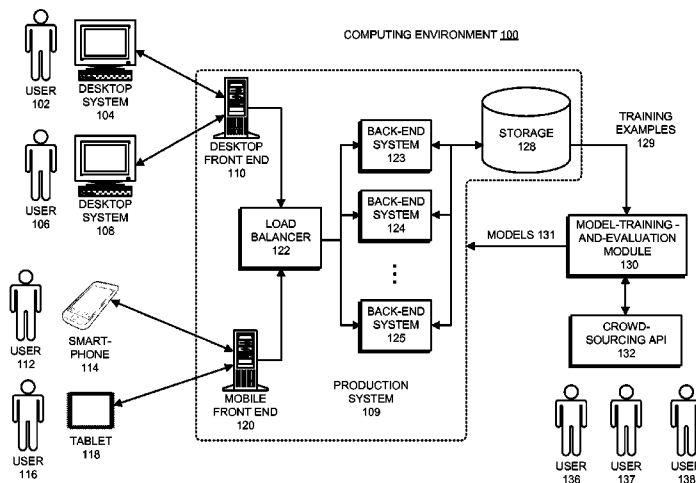 COMPUTING ENVIRONMENT 100
USER
102
DESKTOP
SYSTEM
104
USER
106
DESKTOP
SYSTEM
108
USER
112
SMART-
PHONE
114
USER
116
TABLET
118
DESKTOP
FRONT END
110
LOAD
BALANCER
122
MOBILE
FRONT END
120
BACK-END
SYSTEM
123
BACK-END
SYSTEM
124
BACK-END
SYSTEM
125
PRODUCTION
SYSTEM
109
STORAGE
128
TRAINING
EXAMPLES
129
MODELS 131
MODEL-TRAINING -
AND-EVALUATION
MODULE
130
CROWD-
SOURCING API
132
USER
136
USER
137
USER
138